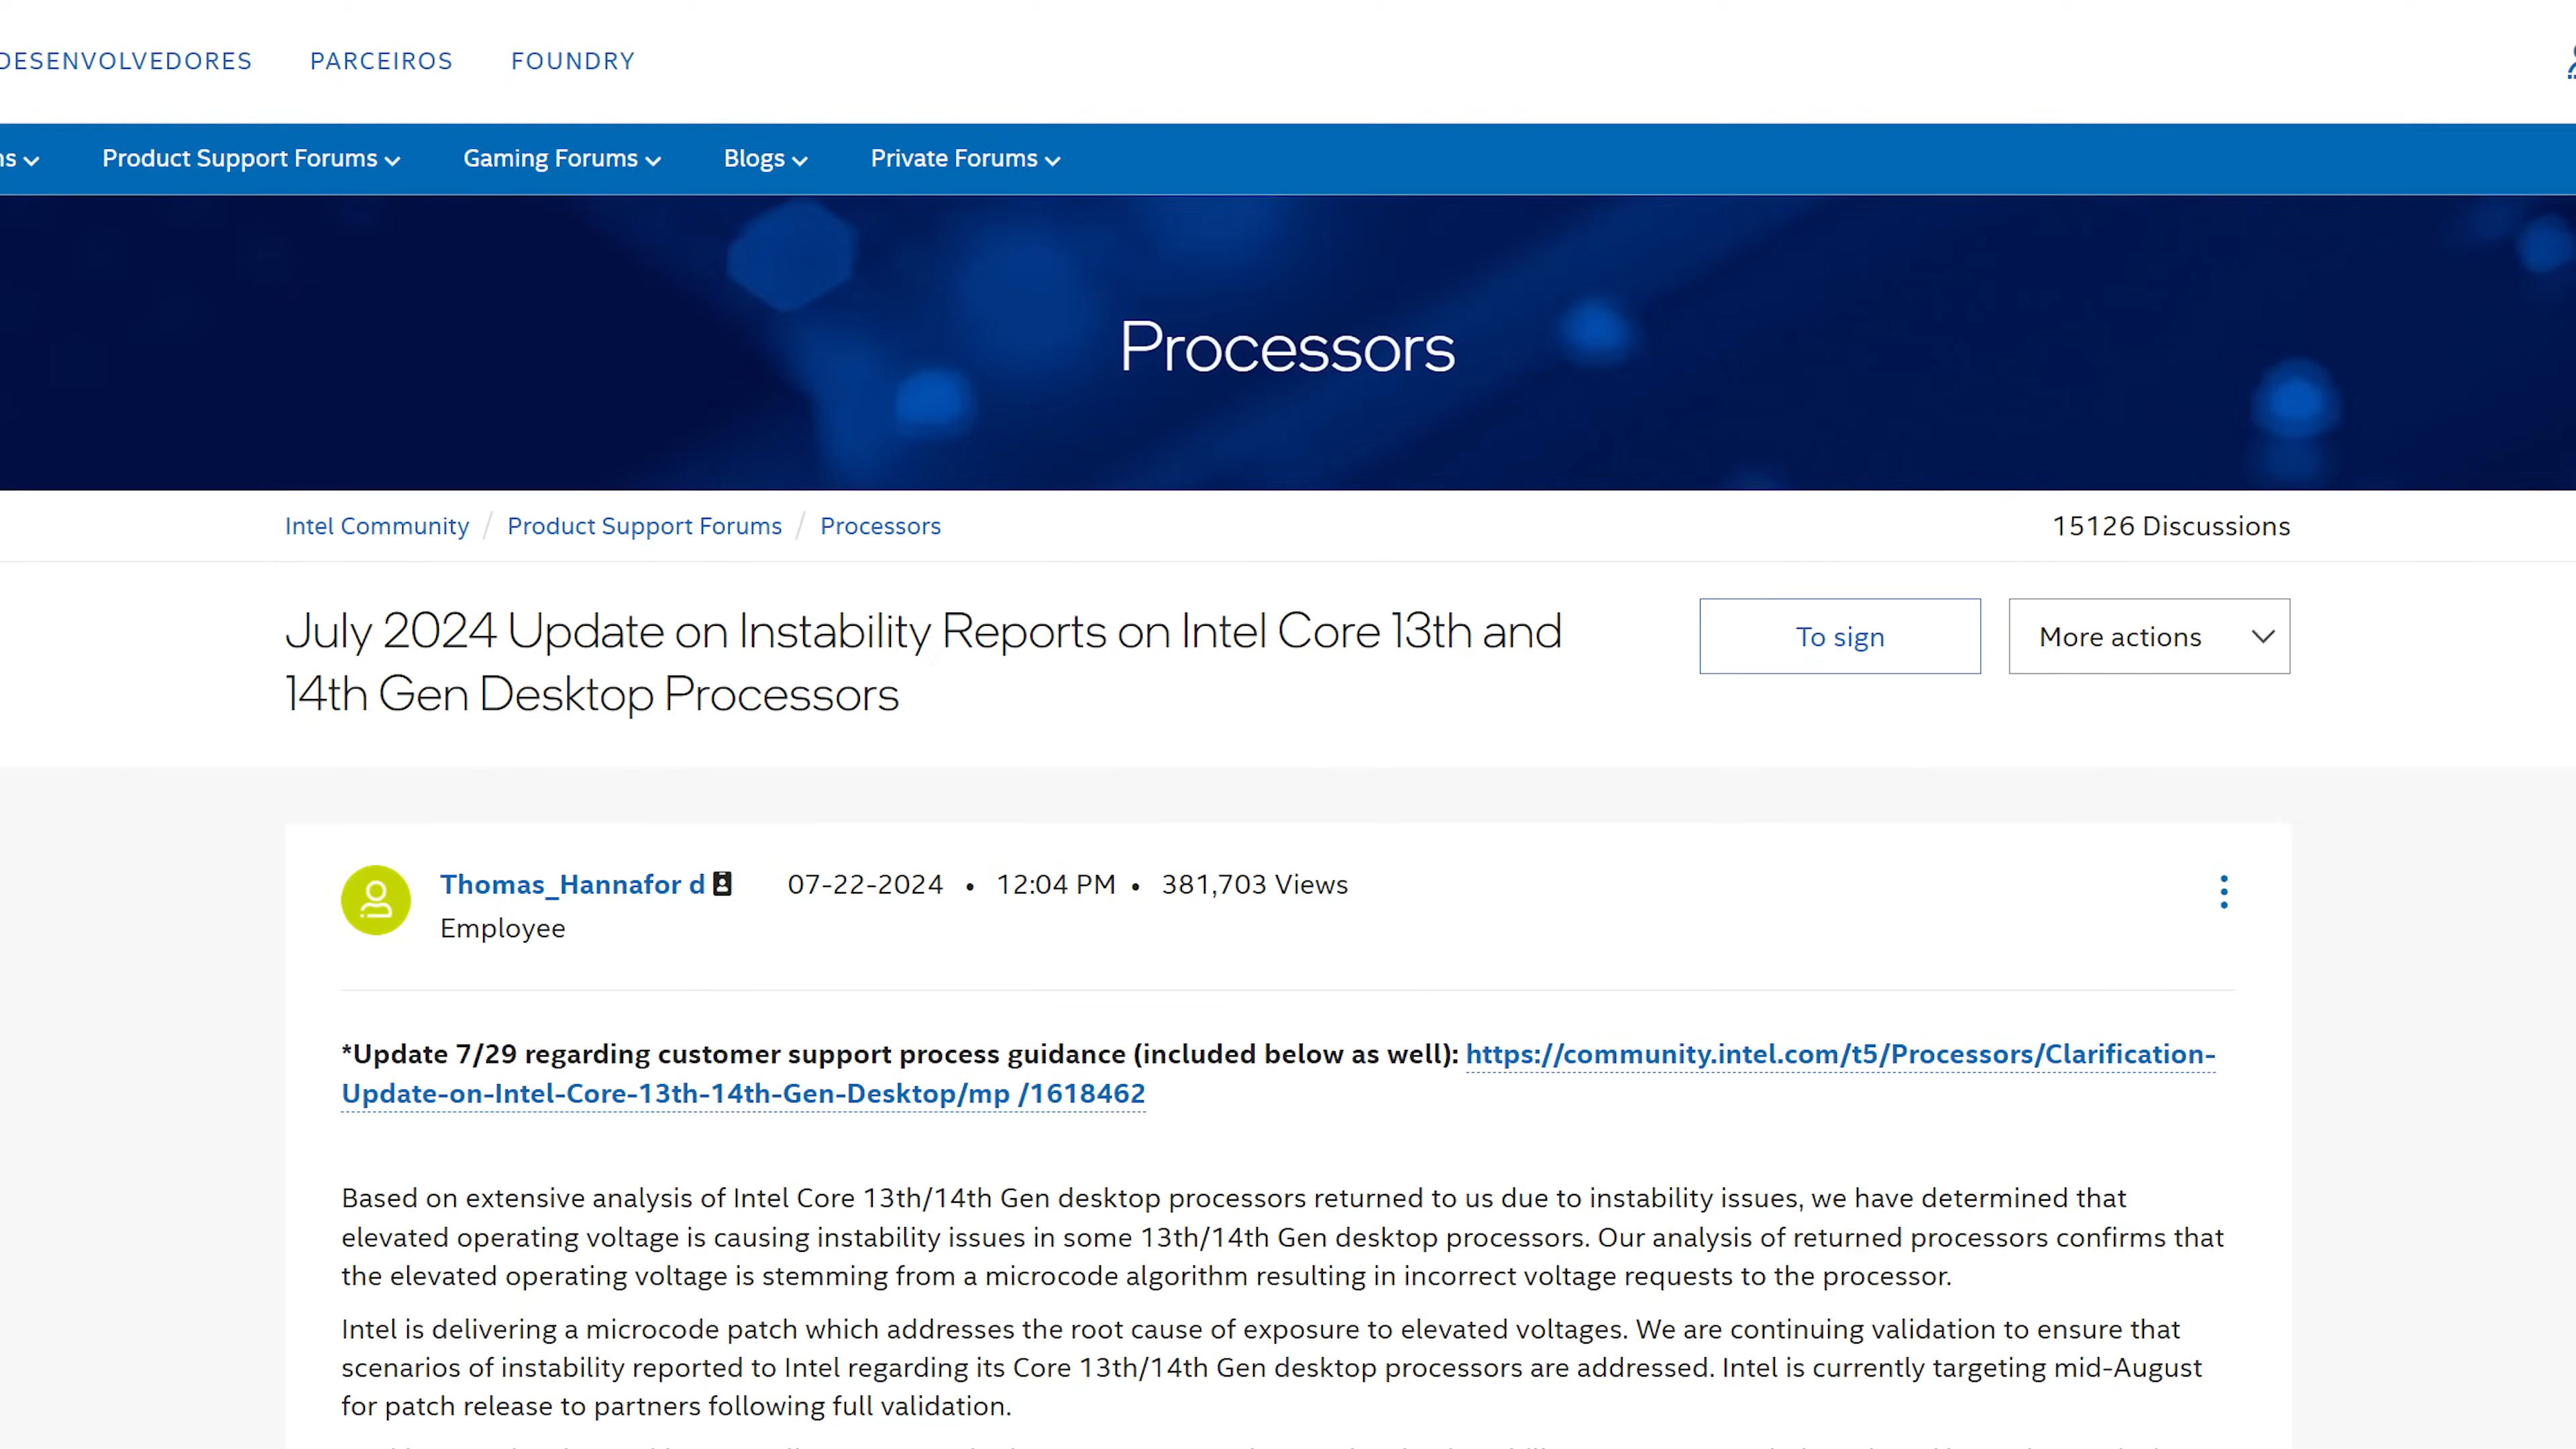 DESENVOLVEDORES PARCEIROS FOUNDRY
Product Support Forums Gaming Forums Blogs Private Forums
Processors
Intel Community / Product Support Forums / Processors 15126 Discussions
July 2024 Update on Instability Reports on Intel Core 13th and
14th Gen Desktop Processors
To sign More actions
Thomas_Hannafor d 07-22-2024 • 12:04 PM • 381,703 Views
Employee
*Update 7/29 regarding customer support process guidance (included below as well): https://community.intel.com/t5/Processors/Clarification-
Update-on-Intel-Core-13th-14th-Gen-Desktop/mp /1618462
Based on extensive analysis of Intel Core 13th/14th Gen desktop processors returned to us due to instability issues, we have determined that
elevated operating voltage is causing instability issues in some 13th/14th Gen desktop processors. Our analysis of returned processors confirms that
the elevated operating voltage is stemming from a microcode algorithm resulting in incorrect voltage requests to the processor.
Intel is delivering a microcode patch which addresses the root cause of exposure to elevated voltages. We are continuing validation to ensure that
scenarios of instability reported to Intel regarding its Core 13th/14th Gen desktop processors are addressed. Intel is currently targeting mid-August
for patch release to partners following full validation.